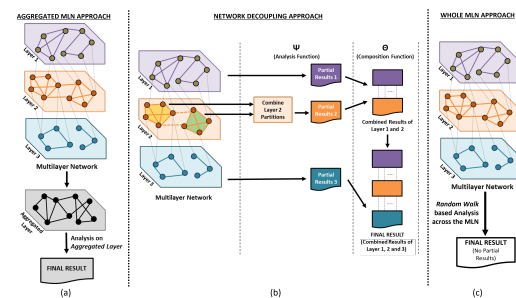 AGGREGATED MLN APPROACH
Layer 1
Layer 2
Layer 3
Multilayer Network
Aggregated
Layer
Analysis on
Aggregated Layer
FINAL RESULT
(a)
NETWORK DECOUPLING APPROACH
Ψ
(Analysis Function)
Θ
(Composition Function)
Layer 1
Partial
Results 1
Layer 2
Combine
Layer 2
Partitions
Partial
Results 2
Combined Results of
Layer 1 and 2
Layer 3
Partial
Results 3
Multilayer Network
FINAL RESULT
(Combined Results of
Layer 1, 2 and 3)
(b)
WHOLE MLN APPROACH
Layer 1
Layer 2
Layer 3
Multilayer Network
Random Walk
based Analysis
across the MLN
FINAL RESULT
(No Partial
Results)
(c)